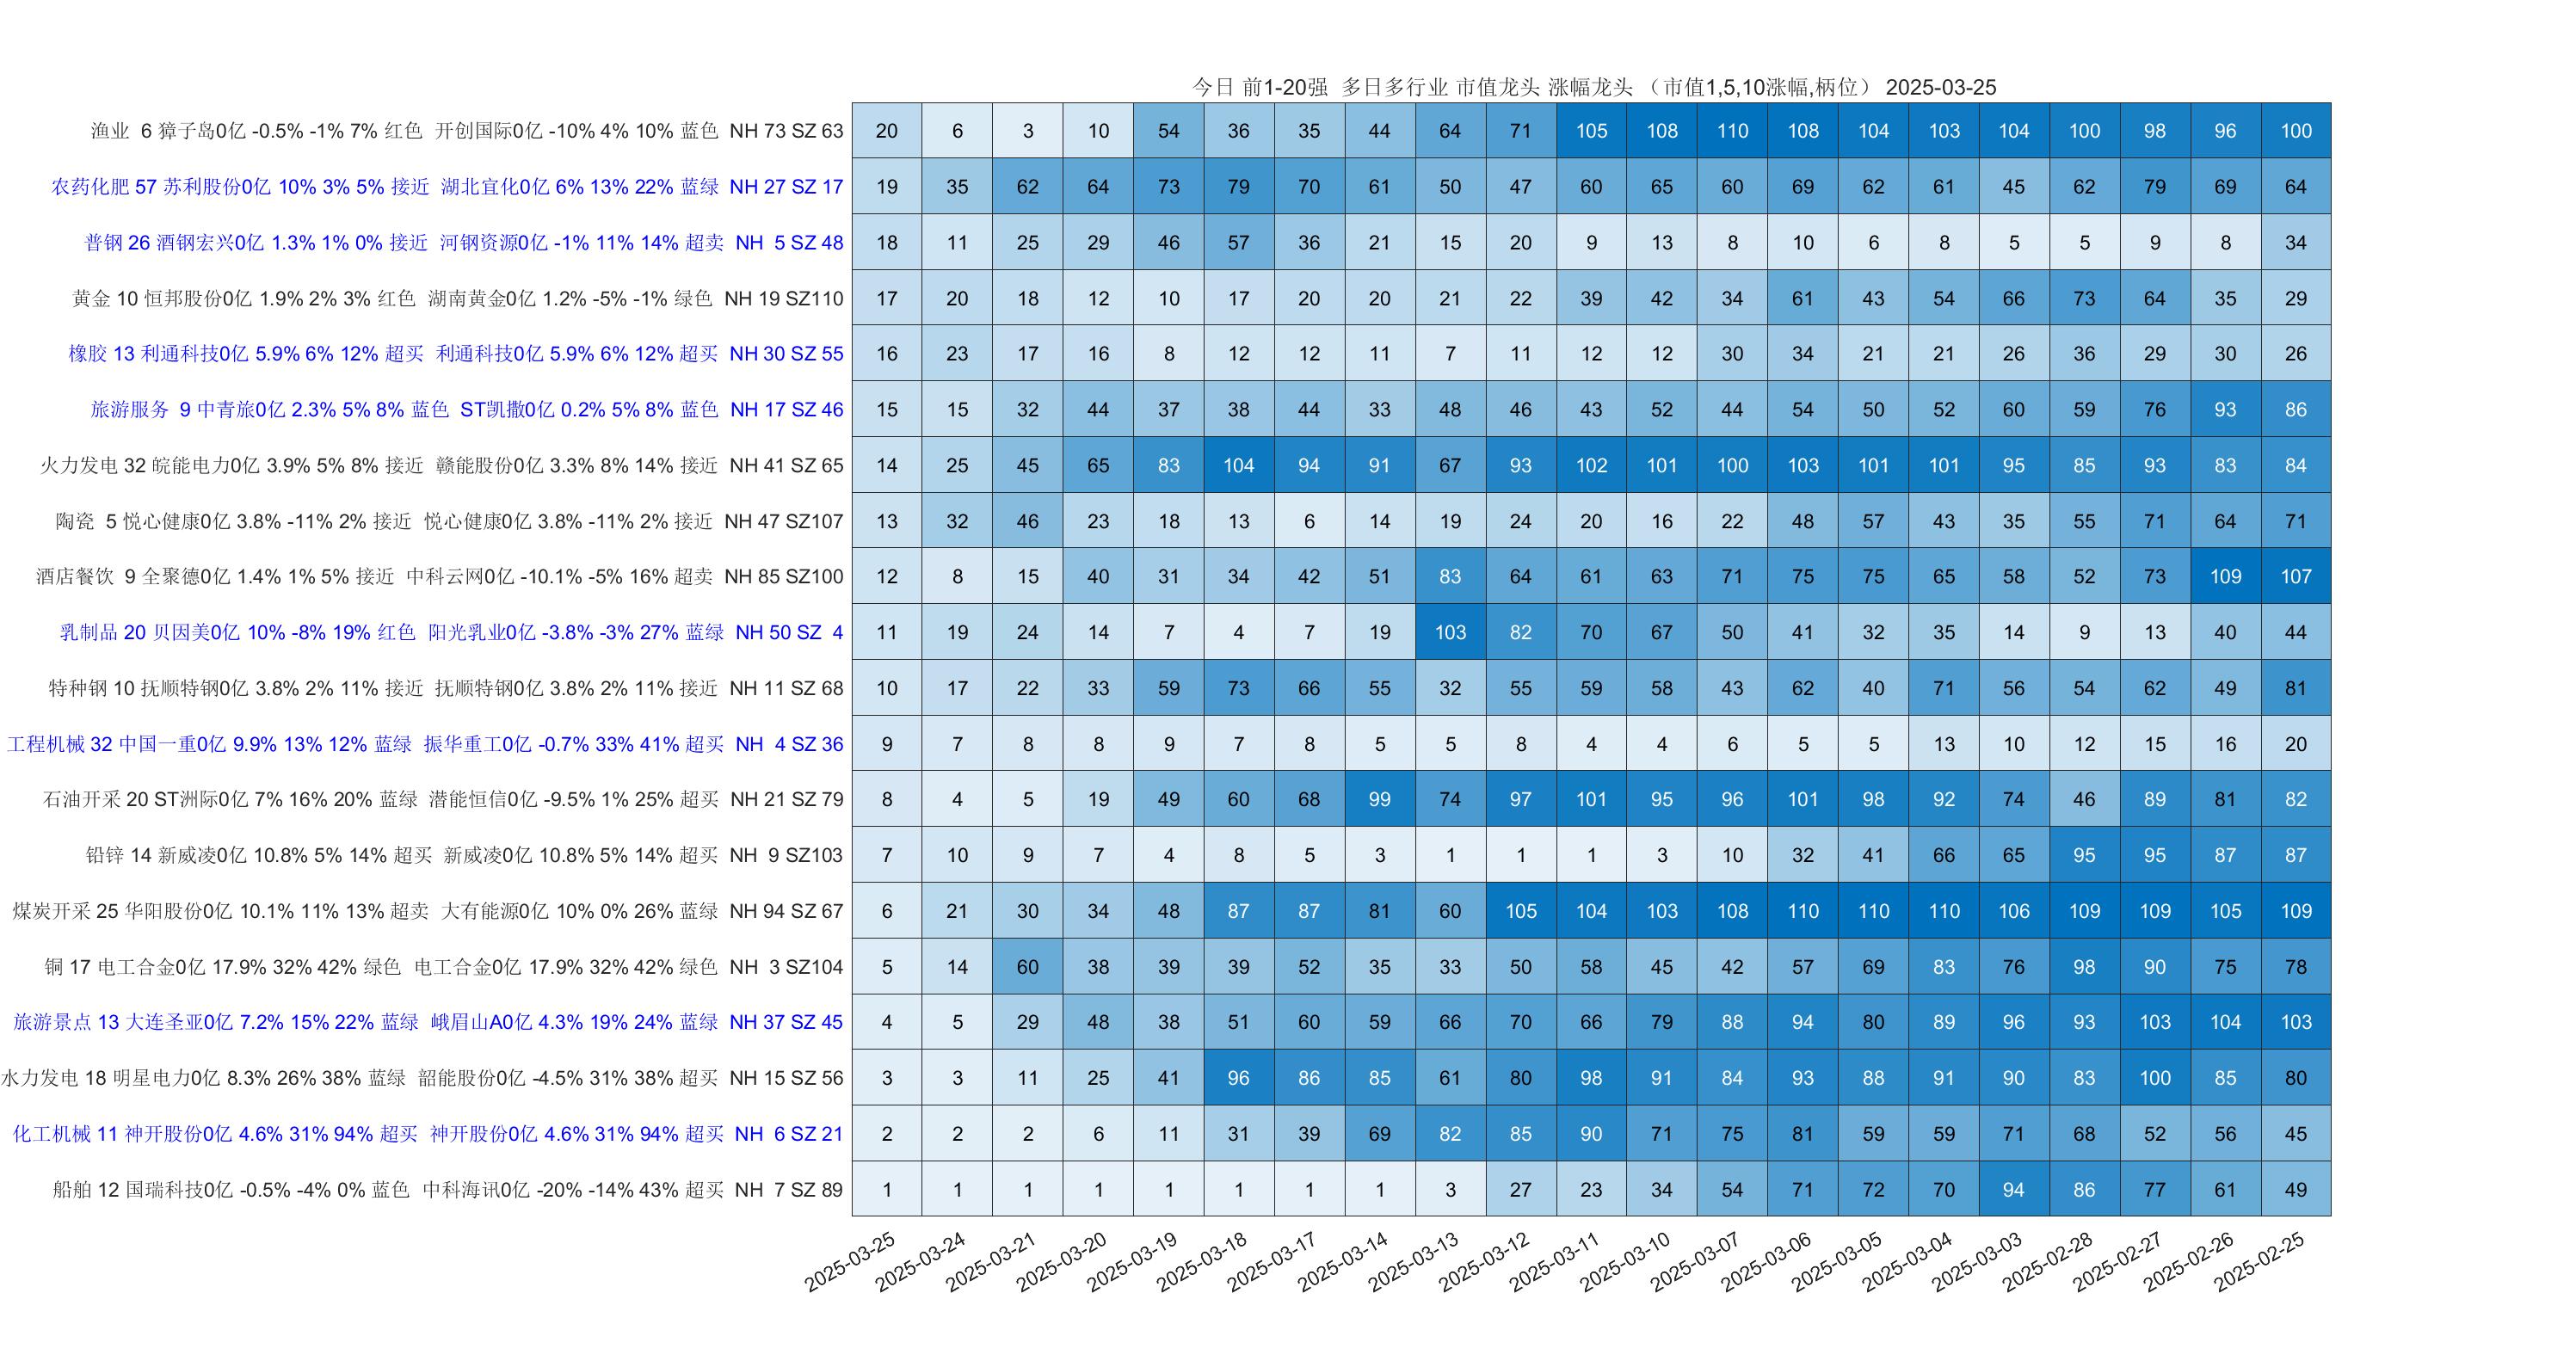 今日 前1-20强 多日多行业 市值龙头 涨幅龙头 （市值1,5,10涨幅,柄位） 2025-03-25
渔业 6 獐子岛0亿 -0.5% -1% 7% 红色 开创国际0亿 -10% 4% 10% 蓝色 NH 73 SZ 63 20 6 3 10 54 36 35 44 64 71 105 108 110 108 104 103 104 100 98 96 100
农药化肥 57 苏利股份0亿 10% 3% 5% 接近 湖北宜化0亿 6% 13% 22% 蓝绿 NH 27 SZ 17 19 35 62 64 73 79 70 61 50 47 60 65 60 69 62 61 45 62 79 69 64
普钢 26 酒钢宏兴0亿 1.3% 1% 0% 接近 河钢资源0亿 -1% 11% 14% 超卖 NH 5 SZ 48 18 11 25 29 46 57 36 21 15 20 9 13 8 10 6 8 5 5 9 8 34
黄金 10 恒邦股份0亿 1.9% 2% 3% 红色 湖南黄金0亿 1.2% -5% -1% 绿色 NH 19 SZ110 17 20 18 12 10 17 20 20 21 22 39 42 34 61 43 54 66 73 64 35 29
橡胶 13 利通科技0亿 5.9% 6% 12% 超买 利通科技0亿 5.9% 6% 12% 超买 NH 30 SZ 55 16 23 17 16 8 12 12 11 7 11 12 12 30 34 21 21 26 36 29 30 26
旅游服务 9 中青旅0亿 2.3% 5% 8% 蓝色 ST凯撒0亿 0.2% 5% 8% 蓝色 NH 17 SZ 46 15 15 32 44 37 38 44 33 48 46 43 52 44 54 50 52 60 59 76 93 86
火力发电 32 皖能电力0亿 3.9% 5% 8% 接近 赣能股份0亿 3.3% 8% 14% 接近 NH 41 SZ 65 14 25 45 65 83 104 94 91 67 93 102 101 100 103 101 101 95 85 93 83 84
陶瓷 5 悦心健康0亿 3.8% -11% 2% 接近 悦心健康0亿 3.8% -11% 2% 接近 NH 47 SZ107 13 32 46 23 18 13 6 14 19 24 20 16 22 48 57 43 35 55 71 64 71
酒店餐饮 9 全聚德0亿 1.4% 1% 5% 接近 中科云网0亿 -10.1% -5% 16% 超卖 NH 85 SZ100 12 8 15 40 31 34 42 51 83 64 61 63 71 75 75 65 58 52 73 109 107
乳制品 20 贝因美0亿 10% -8% 19% 红色 阳光乳业0亿 -3.8% -3% 27% 蓝绿 NH 50 SZ 4 11 19 24 14 7 4 7 19 103 82 70 67 50 41 32 35 14 9 13 40 44
特种钢 10 抚顺特钢0亿 3.8% 2% 11% 接近 抚顺特钢0亿 3.8% 2% 11% 接近 NH 11 SZ 68 10 17 22 33 59 73 66 55 32 55 59 58 43 62 40 71 56 54 62 49 81
工程机械 32 中国一重0亿 9.9% 13% 12% 蓝绿 振华重工0亿 -0.7% 33% 41% 超买 NH 4 SZ 36 9 7 8 8 9 7 8 5 5 8 4 4 6 5 5 13 10 12 15 16 20
石油开采 20 ST洲际0亿 7% 16% 20% 蓝绿 潜能恒信0亿 -9.5% 1% 25% 超买 NH 21 SZ 79 8 4 5 19 49 60 68 99 74 97 101 95 96 101 98 92 74 46 89 81 82
铅锌 14 新威凌0亿 10.8% 5% 14% 超买 新威凌0亿 10.8% 5% 14% 超买 NH 9 SZ103 7 10 9 7 4 8 5 3 1 1 1 3 10 32 41 66 65 95 95 87 87
煤炭开采 25 华阳股份0亿 10.1% 11% 13% 超卖 大有能源0亿 10% 0% 26% 蓝绿 NH 94 SZ 67 6 21 30 34 48 87 87 81 60 105 104 103 108 110 110 110 106 109 109 105 109
铜 17 电工合金0亿 17.9% 32% 42% 绿色 电工合金0亿 17.9% 32% 42% 绿色 NH 3 SZ104 5 14 60 38 39 39 52 35 33 50 58 45 42 57 69 83 76 98 90 75 78
旅游景点 13 大连圣亚0亿 7.2% 15% 22% 蓝绿 峨眉山A0亿 4.3% 19% 24% 蓝绿 NH 37 SZ 45 4 5 29 48 38 51 60 59 66 70 66 79 88 94 80 89 96 93 103 104 103
水力发电 18 明星电力0亿 8.3% 26% 38% 蓝绿 韶能股份0亿 -4.5% 31% 38% 超买 NH 15 SZ 56 3 3 11 25 41 96 86 85 61 80 98 91 84 93 88 91 90 83 100 85 80
化工机械 11 神开股份0亿 4.6% 31% 94% 超买 神开股份0亿 4.6% 31% 94% 超买 NH 6 SZ 21 2 2 2 6 11 31 39 69 82 85 90 71 75 81 59 59 71 68 52 56 45
船舶 12 国瑞科技0亿 -0.5% -4% 0% 蓝色 中科海讯0亿 -20% -14% 43% 超买 NH 7 SZ 89 1 1 1 1 1 1 1 1 3 27 23 34 54 71 72 70 94 86 77 61 49
2025-03-25 2025-03-24 2025-03-21 2025-03-20 2025-03-19 2025-03-18 2025-03-17 2025-03-14 2025-03-13 2025-03-12 2025-03-11 2025-03-10 2025-03-07 2025-03-06 2025-03-05 2025-03-04 2025-03-03 2025-02-28 2025-02-27 2025-02-26 2025-02-25